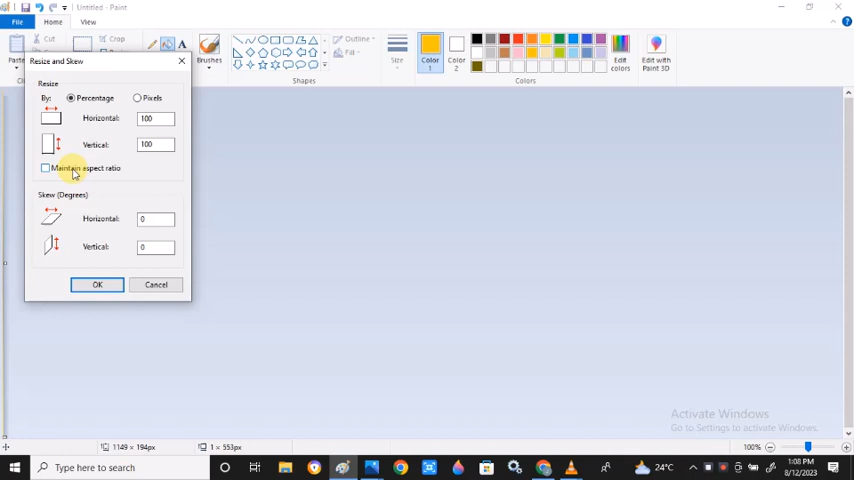 Untitled - Paint
File
Home
View
Paste
Cut
Crop
A
Brushes
Shapes
Outline
Fill
Size
Color
1
Color
2
Edit
colors
Edit with
Paint 3D
Colors
Resize and Skew
Resize
By:
Percentage
Pixels
Horizontal:
100
Vertical:
100
Maintain aspect ratio
Skew (Degrees)
Horizontal:
0
Vertical:
0
OK
Cancel
Activate Windows
Go to Settings to activate Windows.
1149 × 194px
1 × 553px
100%
Type here to search
24°C
1:08 PM
8/12/2023